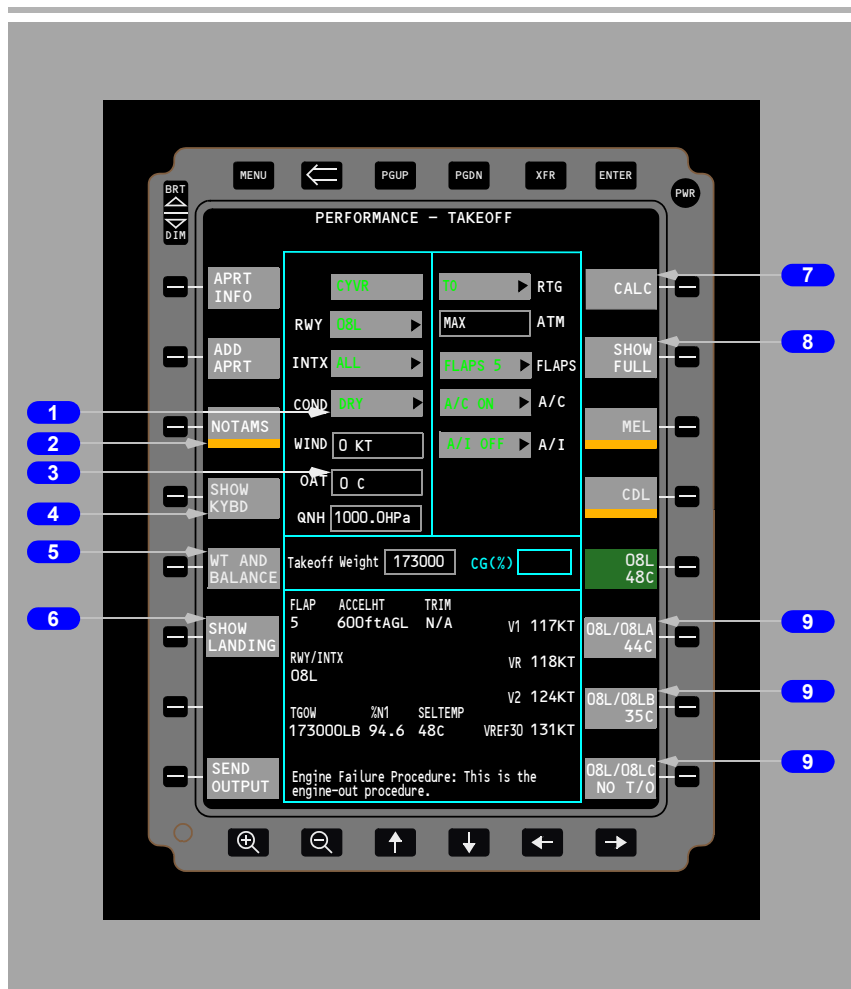 MENU
PGUP
PGDN
XFR
ENTER
BRT
DIM
PWR
PERFORMANCE – TAKEOFF
APRT
INFO
ADD
APRT
NOTAMS
SHOW
KYBD
WT AND
BALANCE
SHOW
LANDING
SEND
OUTPUT
CYVR
RWY 08L
INTX ALL
COND DRY
WIND 0 KT
OAT 0 C
QNH 1000.0HPa
TO RTG
MAX ATM
FLAPS 5 FLAPS
A/C ON A/C
A/I OFF A/I
Takeoff Weight 173000 CG(%)
FLAP ACCELHT TRIM
5 600ftAGL N/A
V1 117KT
RWY/INTX
08L
VR 118KT
V2 124KT
TGOW %N1 SELTEMP
173000LB 94.6 48C VREF30 131KT
Engine Failure Procedure: This is the
engine-out procedure.
CALC
SHOW
FULL
MEL
CDL
08L
48C
08L/08LA
44C
08L/08LB
35C
08L/08LC
NO T/O
1
2
3
4
5
6
7
8
9
9
9